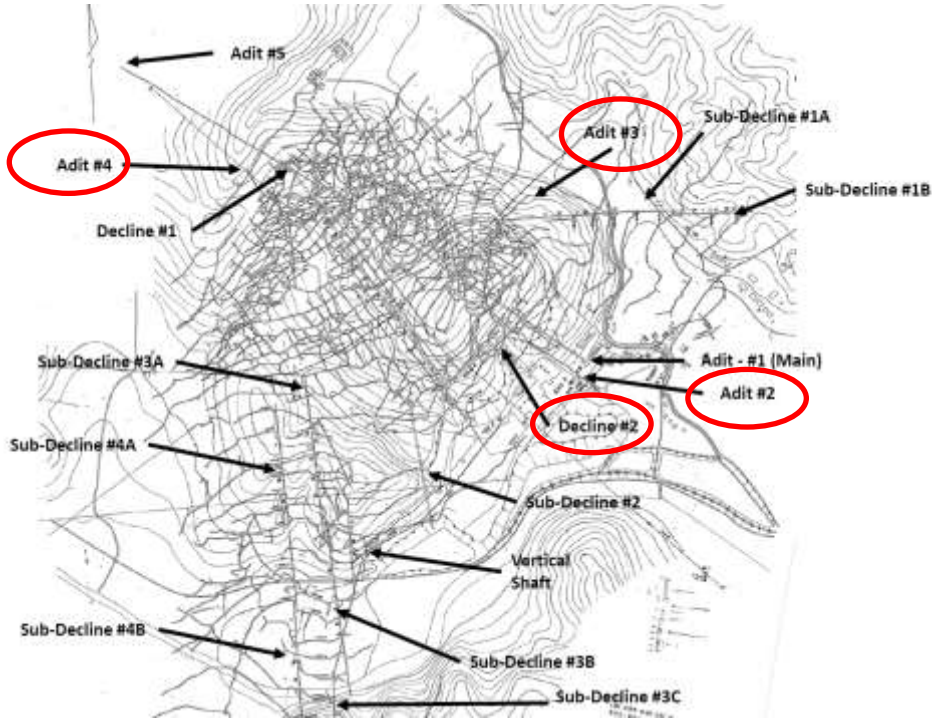 Adit #5
Adit #3
Sub-Decline #1A
Adit #4
Sub-Decline #1B
Decline #1
Sub-Decline #3A
Adit - #1 (Main)
Adit #2
Decline #2
Sub-Decline #4A
Sub-Decline #2
Vertical
Shaft
Sub-Decline #4B
Sub-Decline #3B
Sub-Decline #3C